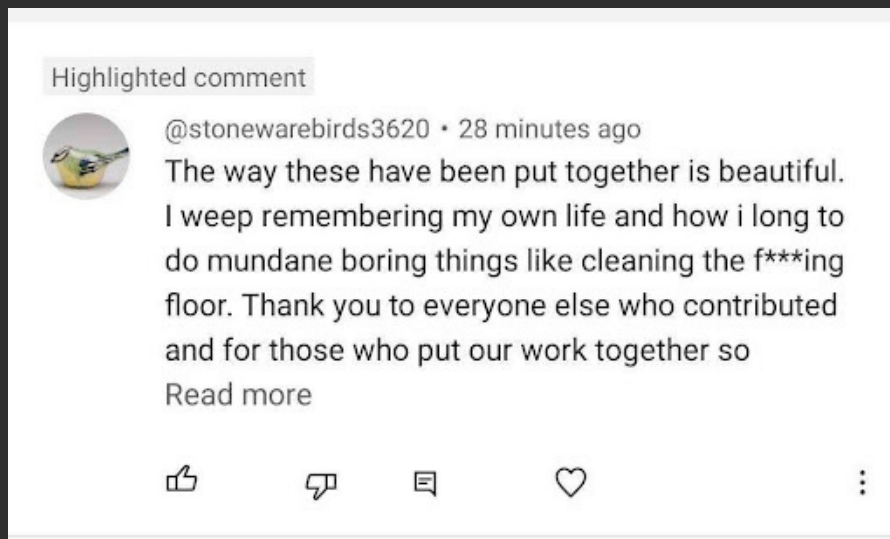 Highlighted comment
@stonewarebirds3620 • 28 minutes ago
The way these have been put together is beautiful.
I weep remembering my own life and how i long to
do mundane boring things like cleaning the f***ing
floor. Thank you to everyone else who contributed
and for those who put our work together so
Read more